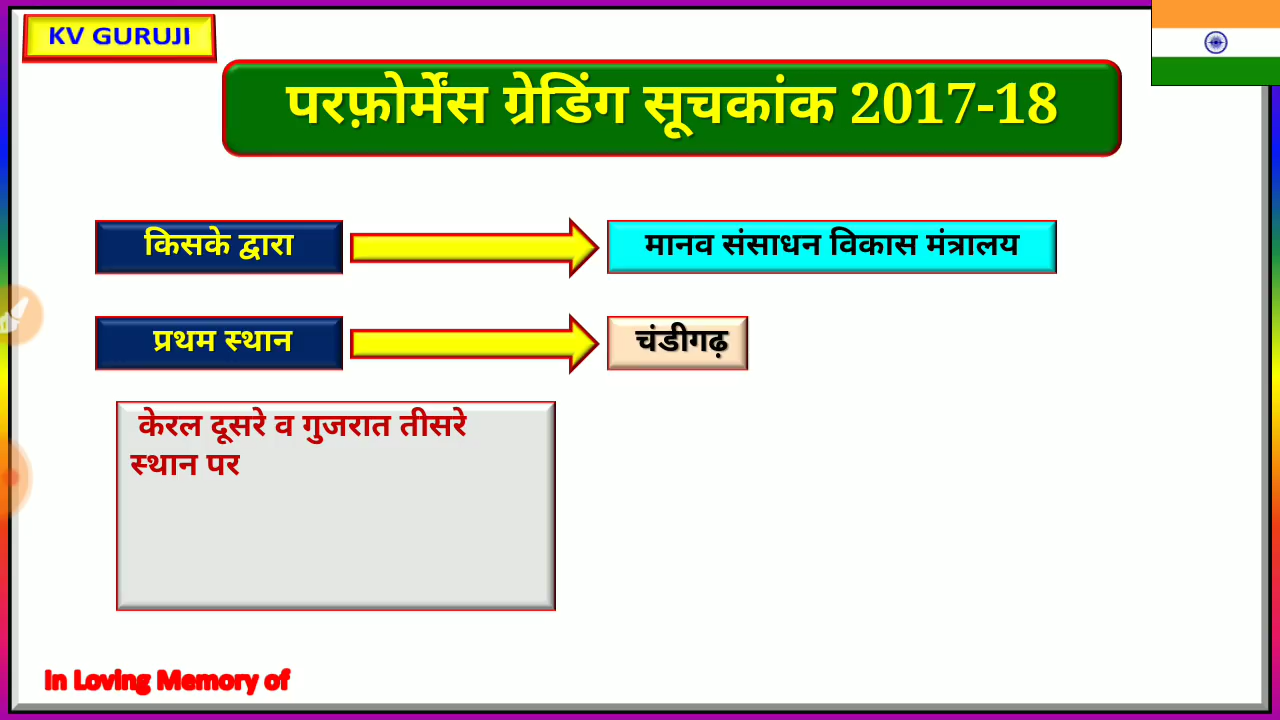 KV GURUJI
परफ़ोर्मेंस ग्रेडिंग सूचकांक 2017-18
किसके द्वारा
मानव संसाधन विकास मंत्रालय
प्रथम स्थान
चंडीगढ़
केरल दूसरे व गुजरात तीसरे
स्थान पर
In Loving Memory of